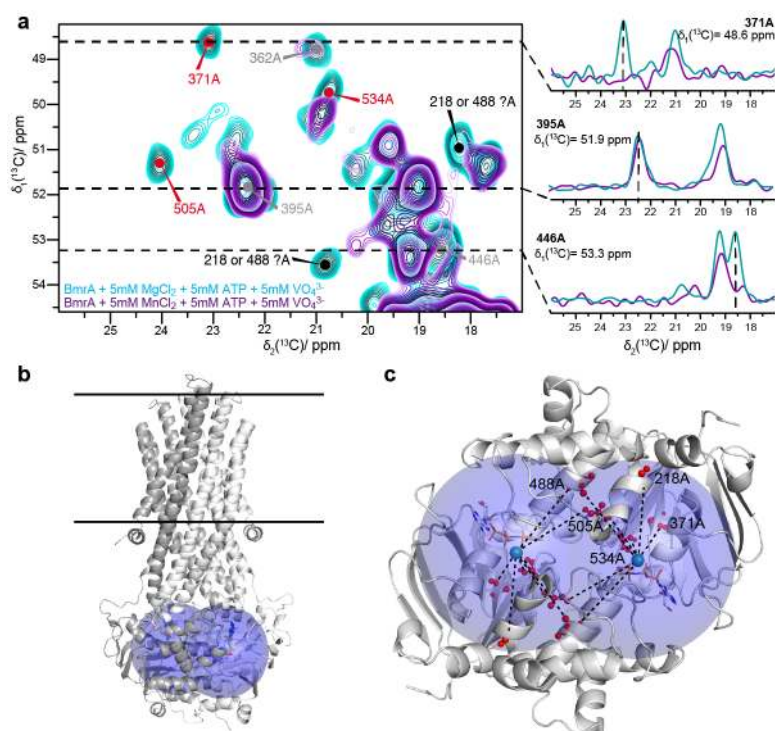 a
371A
362A
534A
218 or 488 ?A
505A
395A
218 or 488 ?A
446A
BmrA + 5mM MgCl₂ + 5mM ATP + 5mM VO₄³⁻
BmrA + 5mM MnCl₂ + 5mM ATP + 5mM VO₄³⁻
49
50
51
52
53
54
δ₁(¹³C)/ ppm
25 24 23 22 21 20 19 18
δ₂(¹³C)/ ppm
371A
δ₁(¹³C)= 48.6 ppm
25 24 23 22 21 20 19 18
395A
δ₁(¹³C)= 51.9 ppm
25 24 23 22 21 20 19 18
446A
δ₁(¹³C)= 53.3 ppm
25 24 23 22 21 20 19 18
δ₂(¹³C)/ ppm
b
c
488A
218A
505A
371A
534A